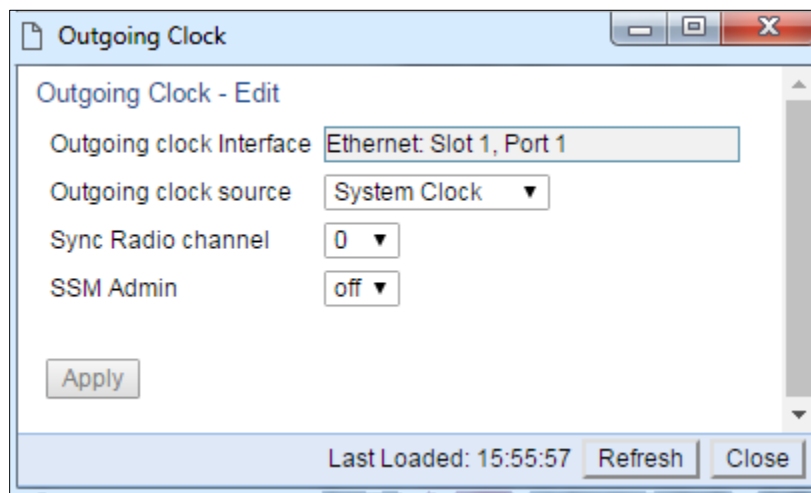 Outgoing Clock
Outgoing Clock - Edit
Outgoing clock Interface Ethernet: Slot 1, Port 1
Outgoing clock source System Clock
Sync Radio channel 0
SSM Admin off
Apply
Last Loaded: 15:55:57 Refresh Close